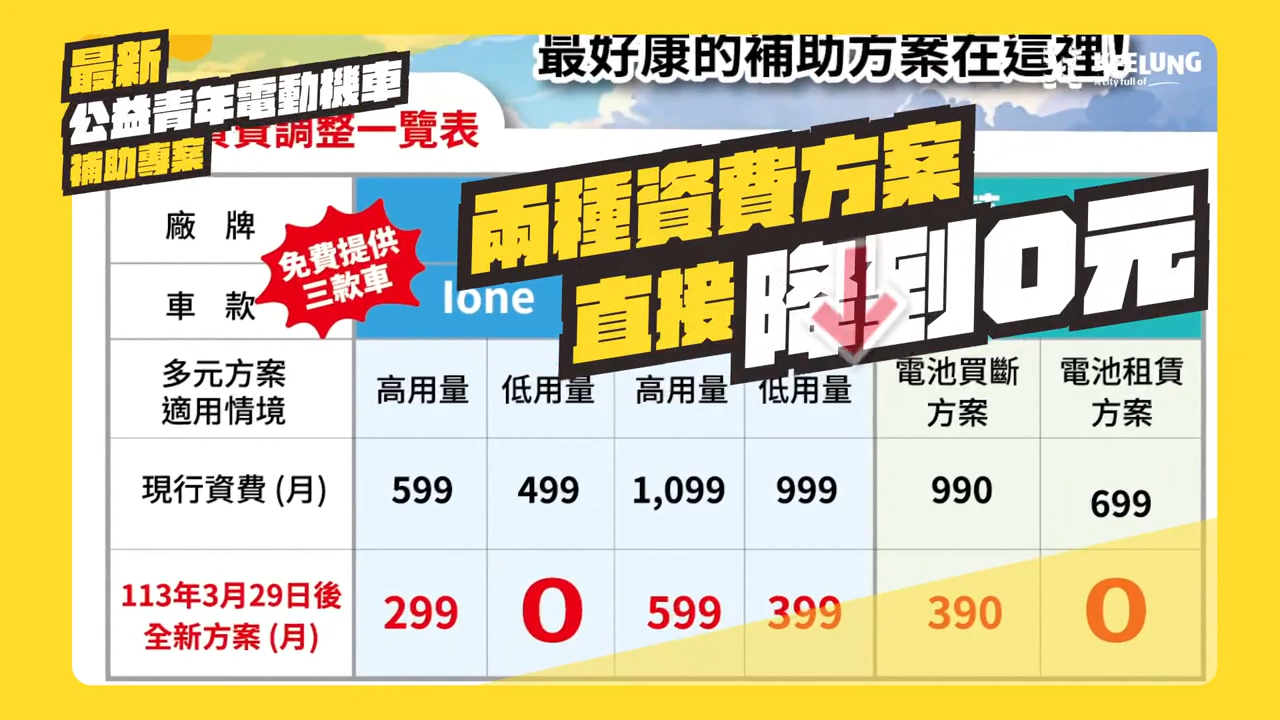 最新
公益青年電動機車
補助專案
最好康的補助方案在這裡!
KEELUNG
A city full of
資費調整一覽表
兩種資費方案
直接降到0元
廠 牌
免費提供
三款車
車 款
Ione
多元方案
適用情境
高用量
低用量
高用量
低用量
電池買斷
方案
電池租賃
方案
現行資費 (月)
599
499
1,099
999
990
699
113年3月29日後
全新方案 (月)
299
0
599
399
390
0